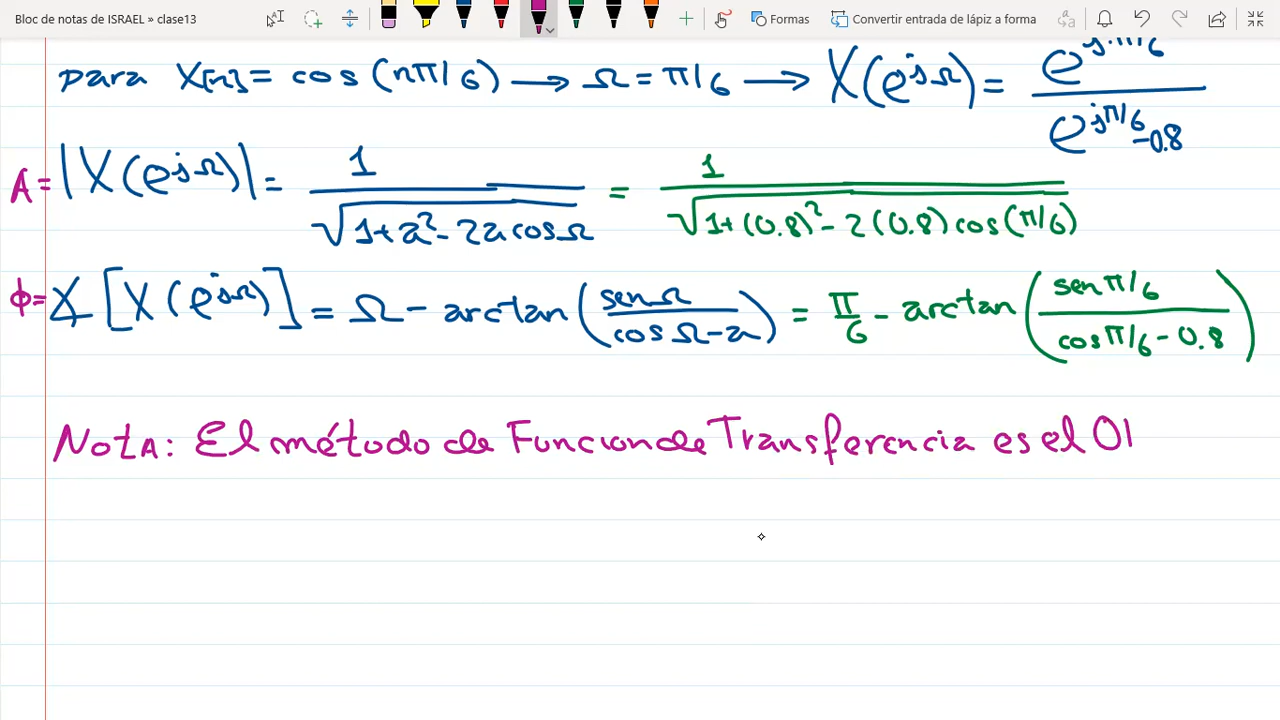 Bloc de notas de ISRAEL » clase13
Formas
Convertir entrada de lápiz a forma
para X[n] = cos(nπ/6) → Ω = π/6 → X(e^jΩ) = e^jπ/6 / e^jπ/6 - 0.8
A = |X(e^jΩ)| = 1 / √(1+a² - 2a cos Ω) = 1 / √(1+(0.8)² - 2(0.8)cos(π/6))
ϕ = ∡[X(e^jΩ)] = Ω - arctan(sen Ω / cos Ω - a) = π/6 - arctan(sen π/6 / cos π/6 - 0.8)
Nota: El método de Funcion de Transferencia es el